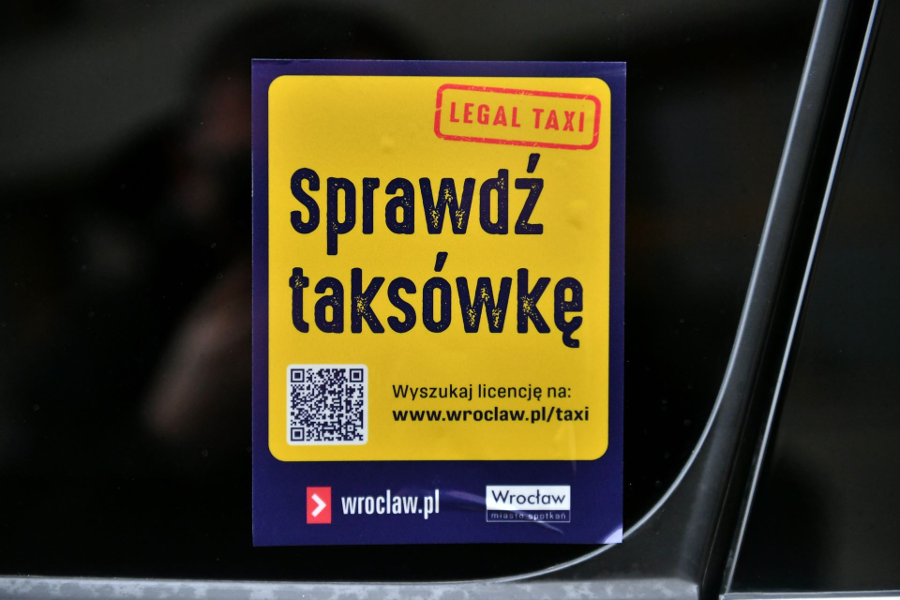 LEGAL TAXI
Sprawdź
taksówkę
Wyszukaj licencję na:
www.wroclaw.pl/taxi
wroclaw.pl
Wrocław
miasto spotkań